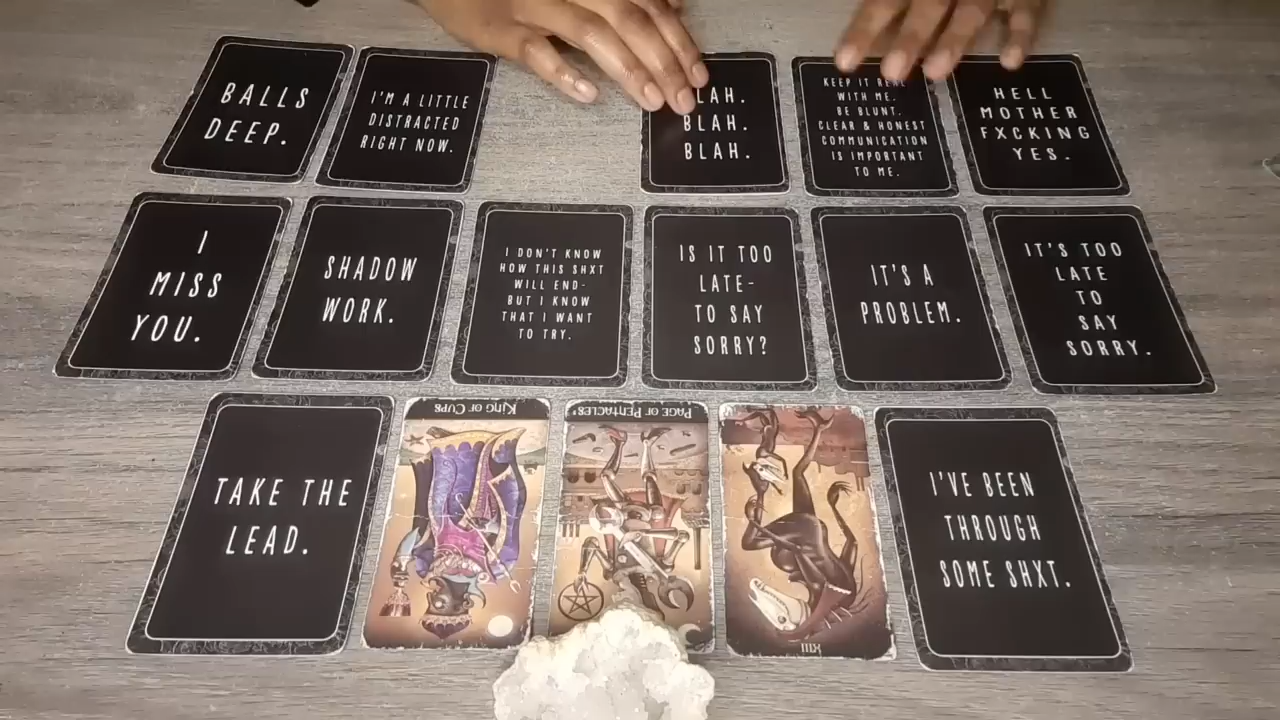 BALLS
DEEP.
I'M A LITTLE
DISTRACTED
RIGHT NOW.
LAH.
BLAH.
BLAH.
KEEP IT REAL
WITH ME.
BE BLUNT.
CLEAR & HONEST
COMMUNICATION
IS IMPORTANT
TO ME.
HELL
MOTHER
FXCKING
YES.
I
MISS
YOU.
SHADOW
WORK.
I DON'T KNOW
HOW THIS SHXT
WILL END-
BUT I KNOW
THAT I WANT
TO TRY.
IS IT TOO
LATE-
TO SAY
SORRY?
IT'S A
PROBLEM.
IT'S TOO
LATE
TO
SAY
SORRY.
TAKE THE
LEAD.
KING OF CUPS
PAGE OF PENTACLES
XIII
I'VE BEEN
THROUGH
SOME SHXT.